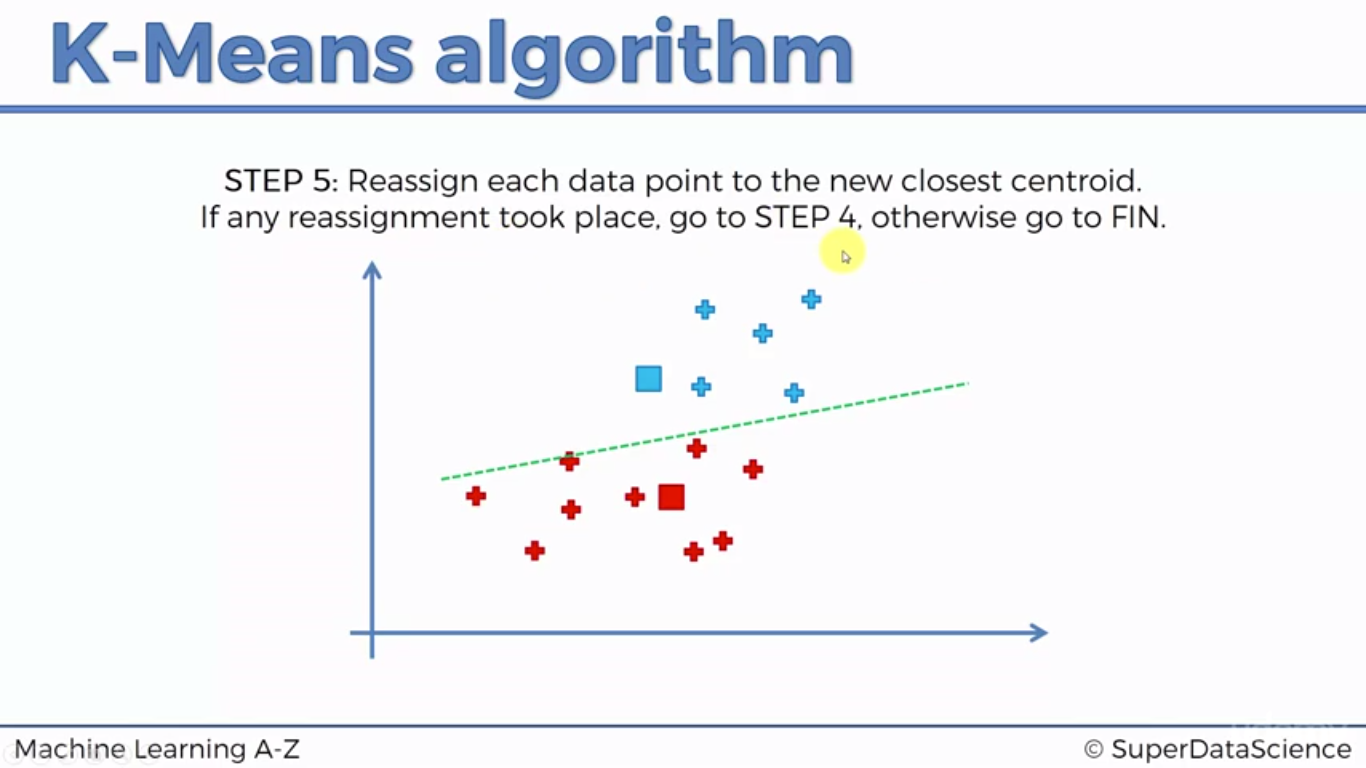 K-Means algorithm
STEP 5: Reassign each data point to the new closest centroid.
If any reassignment took place, go to STEP 4, otherwise go to FIN.
Machine Learning A-Z
© SuperDataScience